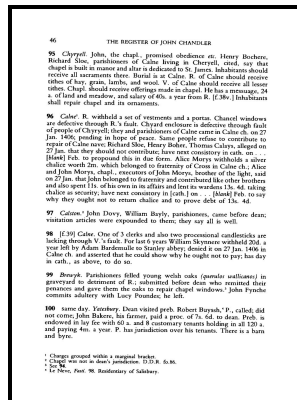 46 THE REGISTER OF JOHN CHANDLER
95 Cheryell. John, the chapl., promised obedience etc. Henry Bochere,
Richard Sloe, parishioners of Calne living in Cheryell, cited, say that
chapel is built in manor and altar is dedicated to St. James. Inhabitants should
receive all sacraments there. Burial is at Calne. R. of Calne should receive
tithes of hay, grain, lambs, and wool. V. of Calne should receive all lesser
tithes. Chapl. should receive offerings made in chapel. He has a messuage, 24
a. of land and meadow, and salary of 40s. a year from R. [f.38v.] Inhabitants
shall repair chapel and its ornaments.
96 Calne¹. R. withheld a set of vestments and a portas. Chancel windows
are defective through R.'s fault. Chyard enclosure is defective through fault
of people of Chyryell; they and parishioners of Calne came in Calne ch. on 27
Jan. 1406; pending in hope of peace. Same people refuse to contribute to
repair of Calne nave; Richard Sloe, Henry Boher, Thomas Calays, alleged on
27 Jan. that they should not contribute; have next consistory in cath. on . . .
[blank] Feb. to propound this in due form. Alice Morys withholds a silver
chalice worth 2m. which belonged to fraternity of Cross in Calne ch.; Alice
and John Morys, chapl., executors of John Morys, brother of the light, said
on 27 Jan. that John belonged to fraternity and contributed like other brothers
and also spent 13s. of his own in its affairs and lent its wardens 13s. 4d. taking
chalice as security; have next consistory in [cath.] on . . . [blank] Feb. to say
why they ought not to return chalice and to prove debt of 13s. 4d.
97 Calston.² John Dovy, William Bayly, parishioners, came before dean;
visitation articles were expounded to them; they say all is well.
98 [f.39] Calne. One of 3 clerks and also two processional candlesticks are
lacking through V.'s fault. For last 6 years William Skynnere withheld 20d. a
year left by Adam Bardemulle to Stanley abbey; denied it on 27 Jan. 1406 in
Calne ch. and asserted that he could show why he ought not to pay; has day
in cath., as above, to do so.
99 Berwyk. Parishioners felled young welsh oaks (querulos wallicanos) in
graveyard to detriment of R.; submitted before dean who remitted their
penances and gave them the oaks to repair chapel windows.³ John Fynche
commits adultery with Lucy Poundes; he left.
100 same day. Yatesbury. Dean visited preb. Robert Buysah,⁴ P., called; did
not come; John Bakere, his farmer, paid a proc. of 7s. 4d. to dean. Preb. is
endowed in lay fee with 60 a. and 8 customary tenants holding in all 120 a.
and paying 4m. a year. P. has jurisdiction over his tenants. There is a barn
and byre.
¹ Charges grouped within a marginal bracket.
² Chapel was not in dean's jurisdiction. D.D.R. fo.86.
³ See 94.
⁴ Le Neve, Fasti. 98. Residentiary of Salisbury.